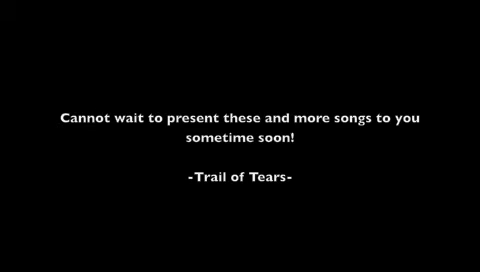 Cannot wait to present these and more songs to you
sometime soon!
-Trail of Tears-